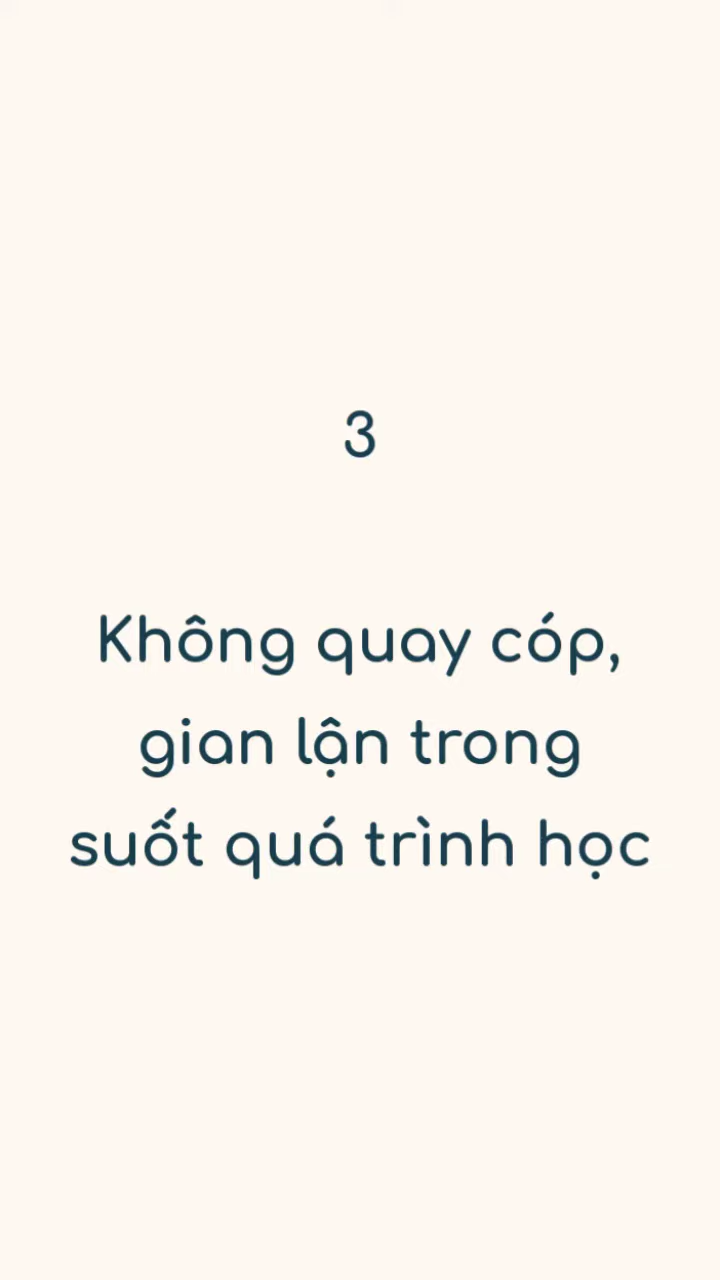 3
Không quay cóp,
gian lận trong
suốt quá trình học